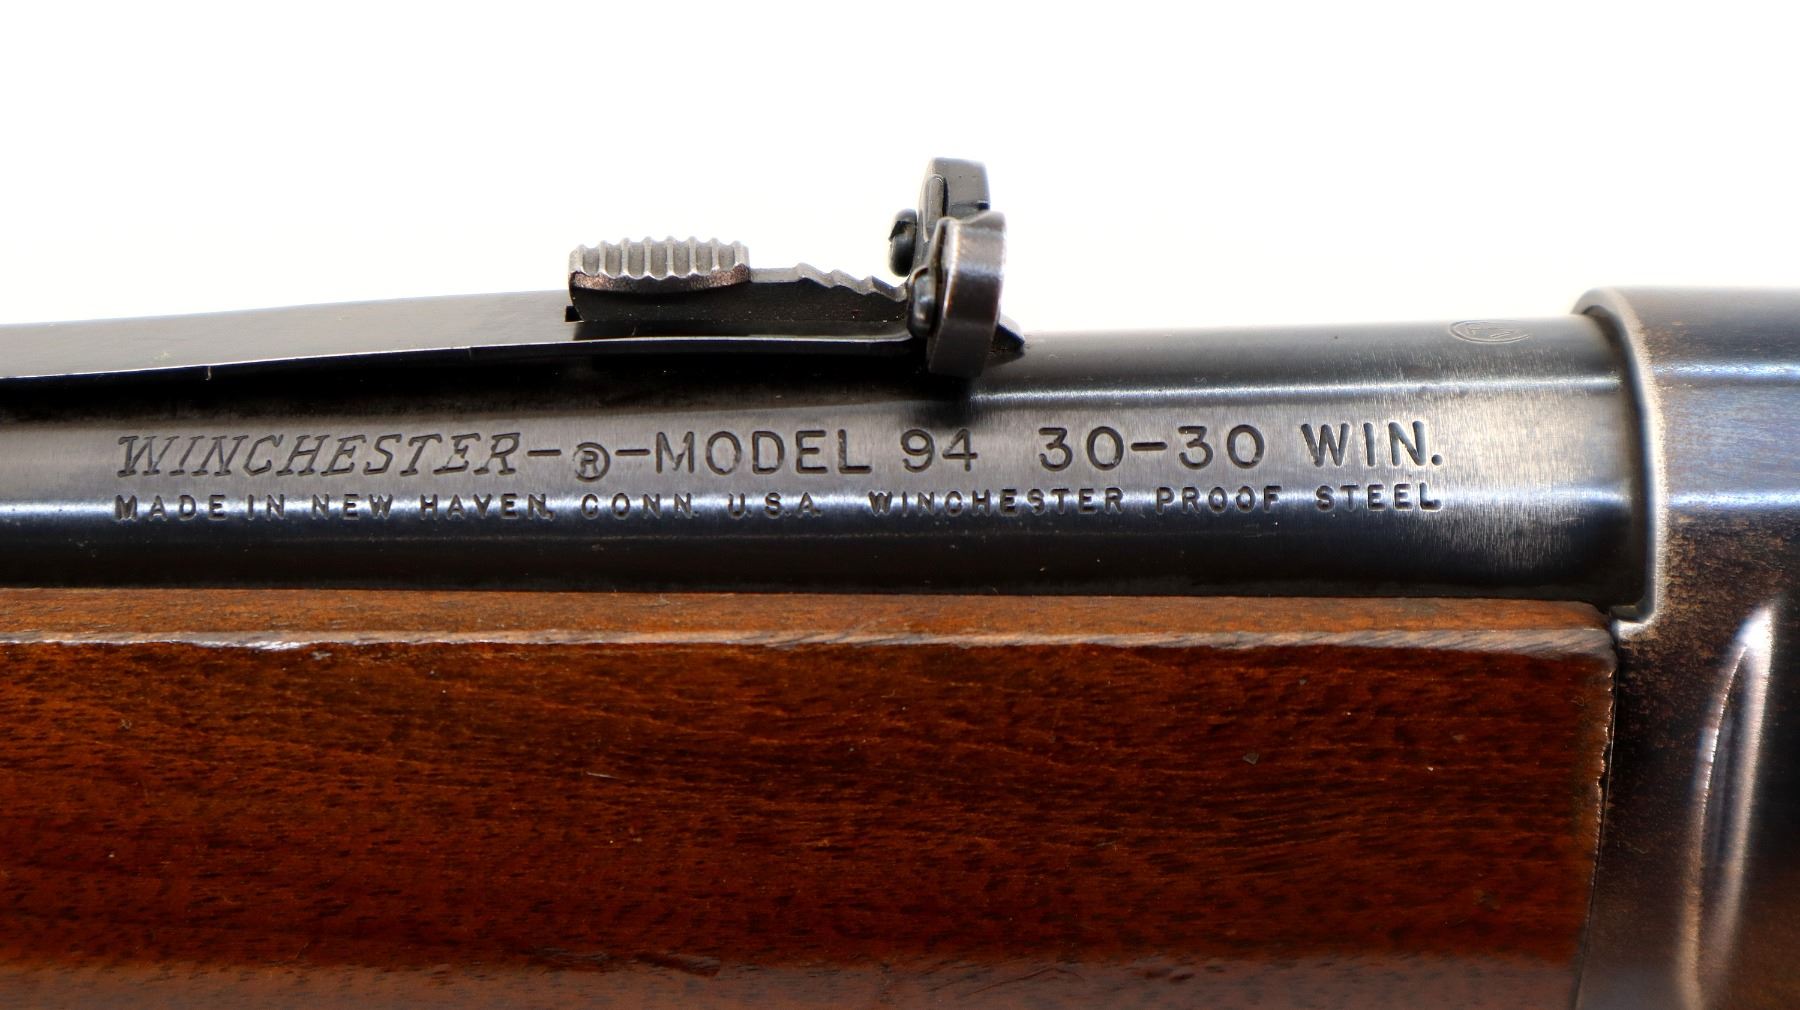 WINCHESTER-®-MODEL 94 30-30 WIN.
MADE IN NEW HAVEN, CONN. U.S.A. WINCHESTER PROOF STEEL